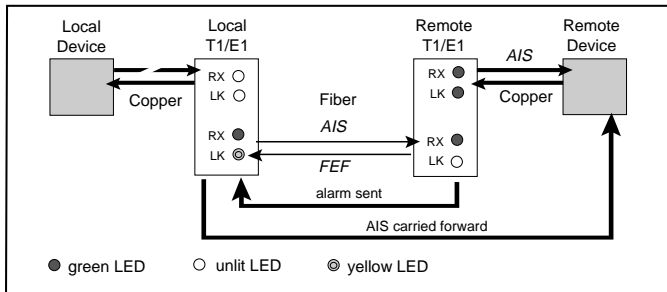 Local
Device
Local
T1/E1
Remote
T1/E1
Remote
Device
RX
LK
RX
LK
RX
LK
RX
LK
Copper
Fiber
AIS
FEF
AIS
Copper
alarm sent
AIS carried forward
green LED
unlit LED
yellow LED